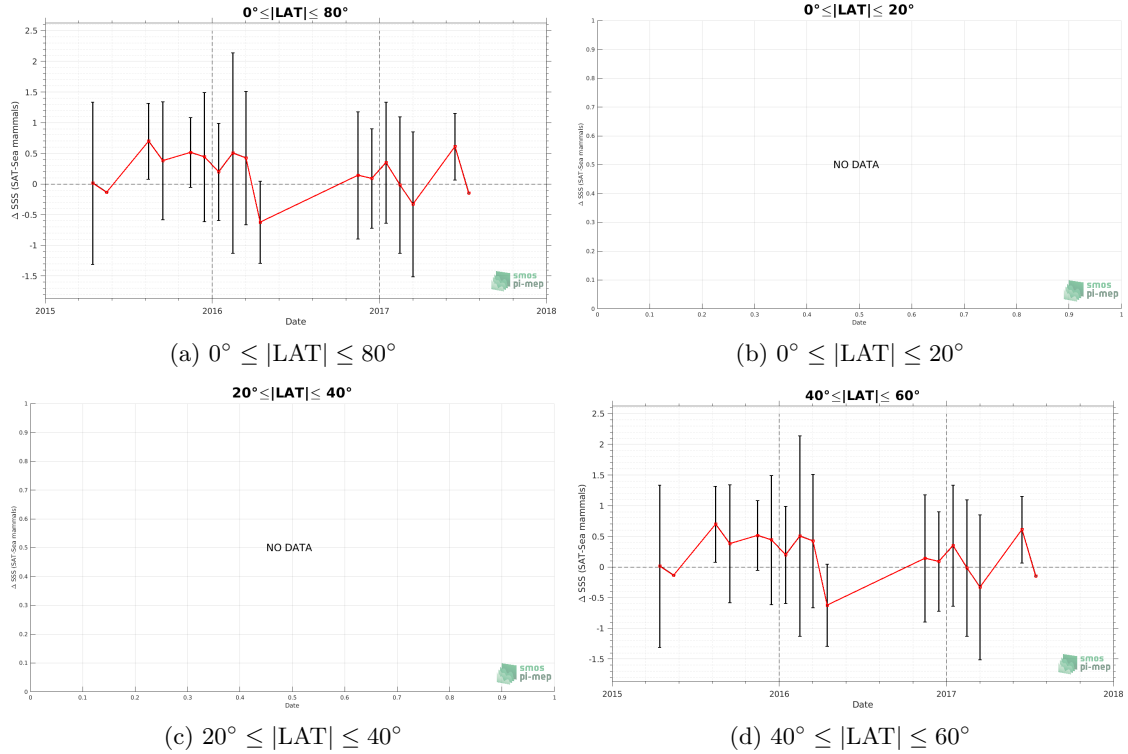 0°≤|LAT|≤ 80°
Δ SSS (SAT-Sea mammals)
2.5
2
1.5
1
0.5
0
-0.5
-1
-1.5
2015
2016
2017
2018
Date
smos
pi-mep
(a) 0° ≤ |LAT| ≤ 80°
0°≤|LAT|≤ 20°
Δ SSS (SAT-Sea mammals)
1
0.9
0.8
0.7
0.6
0.5
0.4
0.3
0.2
0.1
0
NO DATA
0
0.1
0.2
0.3
0.4
0.5
0.6
0.7
0.8
0.9
1
Date
smos
pi-mep
(b) 0° ≤ |LAT| ≤ 20°
20°≤|LAT|≤ 40°
Δ SSS (SAT-Sea mammals)
1
0.9
0.8
0.7
0.6
0.5
0.4
0.3
0.2
0.1
0
NO DATA
0
0.1
0.2
0.3
0.4
0.5
0.6
0.7
0.8
0.9
1
Date
smos
pi-mep
(c) 20° ≤ |LAT| ≤ 40°
40°≤|LAT|≤ 60°
Δ SSS (SAT-Sea mammals)
2.5
2
1.5
1
0.5
0
-0.5
-1
-1.5
2015
2016
2017
2018
Date
smos
pi-mep
(d) 40° ≤ |LAT| ≤ 60°